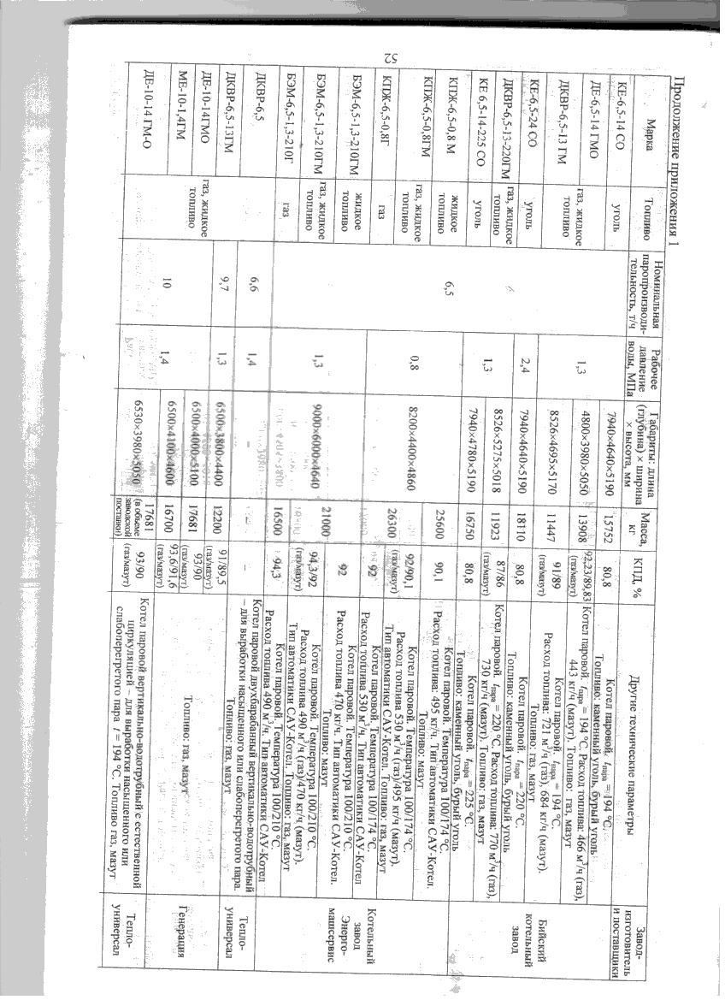 52
Продолжение приложения 1
Марка
Топливо
Номинальная
паропроизводи-
тельность, т/ч
Рабочее
давление
воды, МПа
Габариты: длина
(глубина) × ширина
× высота, мм
Масса,
кг
КПД, %
Другие технические параметры
Завод-
изготовитель
и поставщики
КЕ-6,5-14 СО
уголь
7940×4640×5190
15752
80,8
Котел паровой. tпара = 194 °С.
Топливо: каменный уголь, бурый уголь
ДЕ-6,5-14 ГМО
газ, жидкое
топливо
1,3
4800×3980×5050
13908
92,23/89,83
(газ/мазут)
Котел паровой. tпара = 194 °С. Расход топлива: 466 м³/ч (газ),
443 кг/ч (мазут). Топливо: газ, мазут
ДКВР-6,5-13 ГМ
8526×4695×5170
11447
91/89
(газ/мазут)
Котел паровой. tпара = 194 °С.
Расход топлива: 721 м³/ч (газ), 684 кг/ч (мазут).
Топливо: газ, мазут
Бийский
котельный
завод
КЕ-6,5-24 СО
уголь
2,4
7940×4640×5190
18110
80,8
Котел паровой. tпара = 220 °С.
Топливо: каменный уголь, бурый уголь
ДКВР-6,5-13-220ГМ
газ, жидкое
топливо
1,3
8526×5275×5018
11923
87/86
(газ/мазут)
Котел паровой. tпара = 220 °С. Расход топлива: 770 м³/ч (газ),
730 кг/ч (мазут). Топливо: газ, мазут
КЕ 6,5-14-225 СО
уголь
7940×4780×5190
16750
80,8
Котел паровой. tпара = 225 °С.
Топливо: каменный уголь, бурый уголь
КПЖ-6,5-0,8 М
жидкое
топливо
6,5
25600
90,1
Котел паровой. Температура 100/174 °С.
Расход топлива: 495 кг/ч. Тип автоматики САУ-Котел.
Топливо: мазут
КПЖ-6,5-0,8ГМ
газ, жидкое
топливо
0,8
8200×4400×4860
26300
92/90,1
(газ/мазут)
Котел паровой. Температура 100/174 °С.
Расход топлива 530 м³/ч (газ)/495 кг/ч (мазут).
Тип автоматики САУ-Котел. Топливо: газ, мазут
КПЖ-6,5-0,8Г
газ
92
Котел паровой. Температура 100/174 °С.
Расход топлива 530 м³/ч. Тип автоматики САУ-Котел
Котельный
завод
Энерго-
машсервис
БЭМ-6,5-1,3-210ГМ
жидкое
топливо
92
Котел паровой. Температура 100/210 °С.
Расход топлива 470 кг/ч. Тип автоматики САУ-Котел.
Топливо: мазут
БЭМ-6,5-1,3-210ГМ
газ, жидкое
топливо
1,3
9000×6000×4640
21000
94,3/92
(газ/мазут)
Котел паровой. Температура 100/210 °С.
Расход топлива 490 м³/ч (газ)/470 кг/ч (мазут).
Тип автоматики САУ-Котел. Топливо: газ, мазут
БЭМ-6,5-1,3-210Г
газ
16500
94,3
Котел паровой. Температура 100/210 °С.
Расход топлива 490 м³/ч. Тип автоматики САУ-Котел
ДКВР-6,5
6,6
1,4
–
–
Котел паровой двухбарабанный вертикально-водотрубный
– для выработки насыщенного или слабоперегретого пара.
Топливо: газ, мазут
Тепло-
универсал
ДКВР-6,5-13ГМ
газ, жидкое
топливо
9,7
1,3
6500×3800×4400
12200
91/89,5
(газ/мазут)
ДЕ-10-14ГМО
6500×4000×5100
17681
93/90
(газ/мазут)
Топливо: газ, мазут
Генерация
МЕ-10-1,4ГМ
10
1,4
6500×4100×4600
16700
93,6/91,6
(газ/мазут)
ДЕ-10-14 ГМ-О
6530×3980×5050
17681
(в объеме
заводской
поставки)
93/90
(газ/мазут)
Котел паровой вертикально-водотрубный с естественной
циркуляцией – для выработки насыщенного или
слабоперегретого пара t = 194 °С. Топливо: газ, мазут
Тепло-
универсал